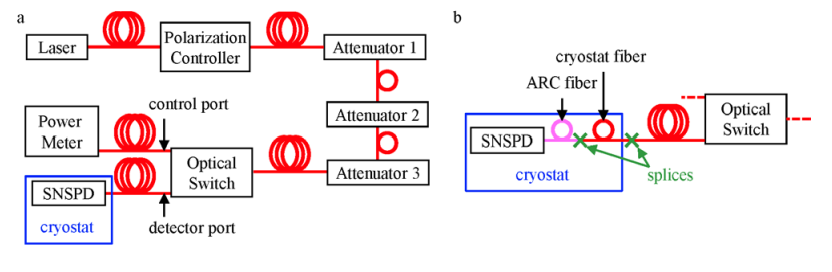 a
Laser
Polarization
Controller
Attenuator 1
Attenuator 2
Attenuator 3
control port
Power
Meter
Optical
Switch
SNSPD
cryostat
detector port
b
cryostat fiber
ARC fiber
SNSPD
Optical
Switch
cryostat
splices